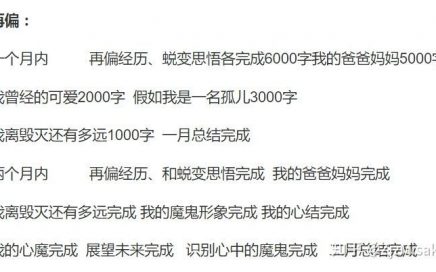 再偏：
一个月内 再偏经历、蜕变思悟各完成6000字我的爸爸妈妈5000字
我曾经的可爱2000字 假如我是一名孤儿3000字
我离毁灭还有多远1000字 一月总结完成
两个月内 再偏经历、和蜕变思悟完成 我的爸爸妈妈完成
我离毁灭还有多远完成 我的魔鬼形象完成 我的心结完成
我的心魔完成 展望未来完成 识别心中的魔鬼完成 二月总结完成